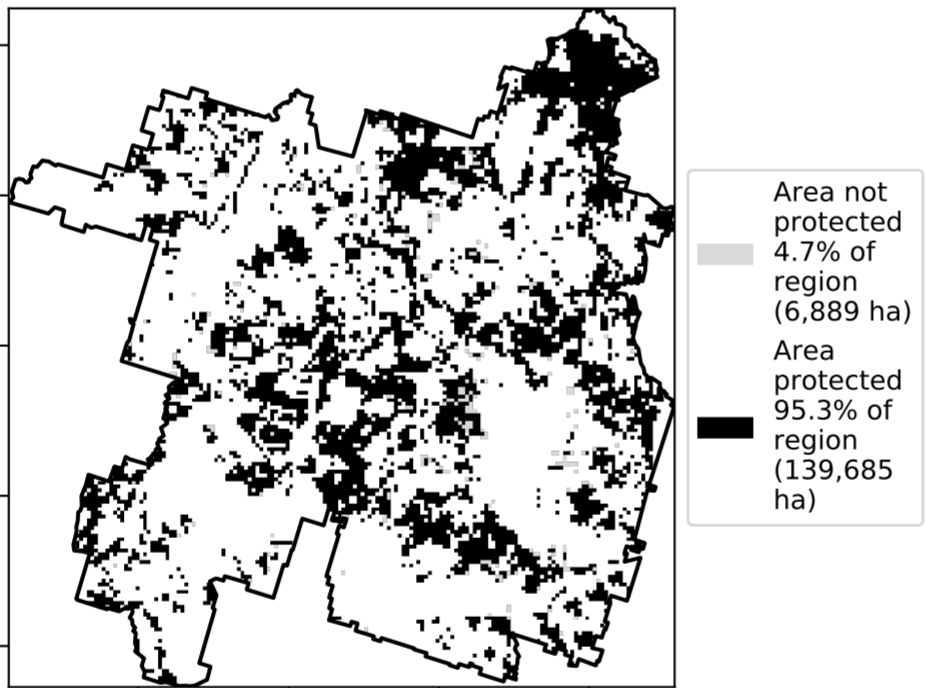 Area not
protected
4.7% of
region
(6,889 ha)
Area
protected
95.3% of
region
(139,685
ha)